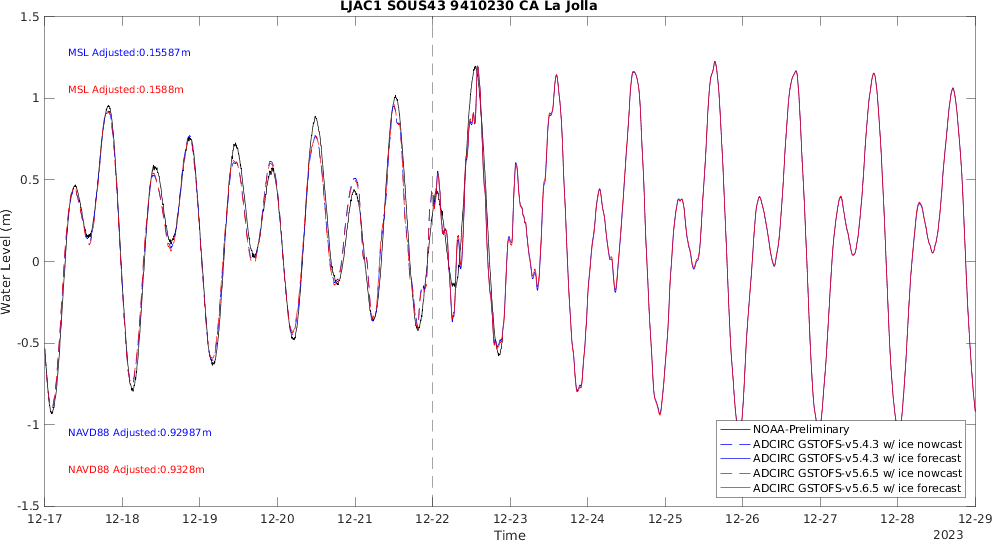 LJAC1 SOUS43 9410230 CA La Jolla
1.5
1
0.5
0
-0.5
-1
-1.5
Water Level (m)
MSL Adjusted:0.15587m
MSL Adjusted:0.1588m
NAVD88 Adjusted:0.92987m
NAVD88 Adjusted:0.9328m
NOAA-Preliminary
ADCIRC GSTOFS-v5.4.3 w/ ice nowcast
ADCIRC GSTOFS-v5.4.3 w/ ice forecast
ADCIRC GSTOFS-v5.6.5 w/ ice nowcast
ADCIRC GSTOFS-v5.6.5 w/ ice forecast
12-17 12-18 12-19 12-20 12-21 12-22 12-23 12-24 12-25 12-26 12-27 12-28 12-29
Time
2023